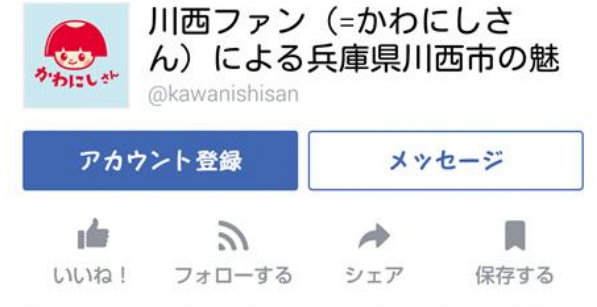 かわにしさん
川西ファン（=かわにしさ
ん）による兵庫県川西市の魅
@kawanishisan
アカウント登録
メッセージ
いいね！
フォローする
シェア
保存する